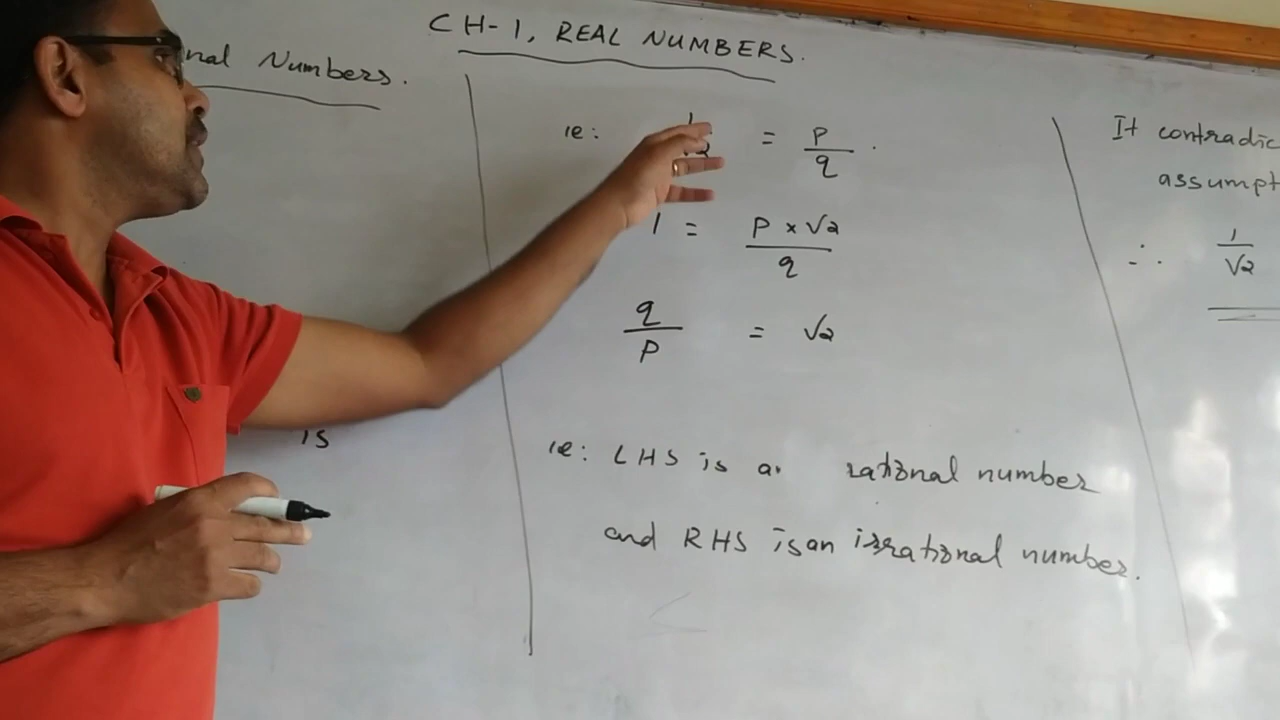 CH-1, REAL NUMBERS.
nal Numbers.
is
ie: = P/q.
1 = P × √2/q
q/P = √2
ie: LHS is a rational number
and RHS is an irrational number.
It contradic
assumpt
∴ 1/√2